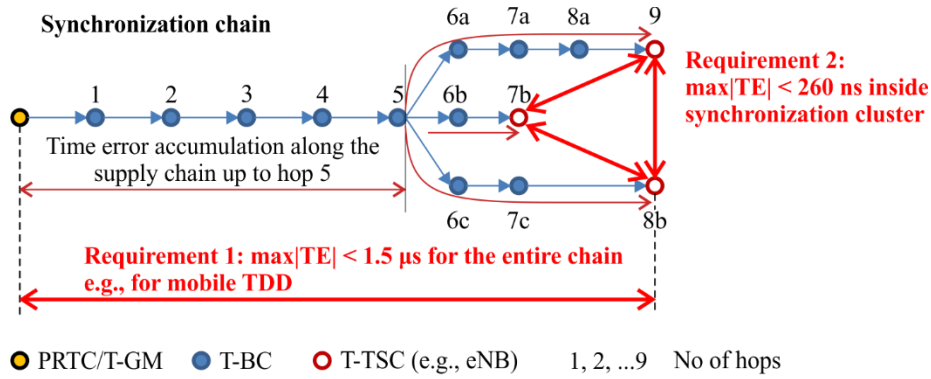 Synchronization chain
6a 7a 8a 9
1 2 3 4 5 6b 7b
Requirement 2:
max|TE| < 260 ns inside
synchronization cluster
Time error accumulation along the
supply chain up to hop 5
6c 7c 8b
Requirement 1: max|TE| < 1.5 μs for the entire chain
e.g., for mobile TDD
PRTC/T-GM T-BC T-TSC (e.g., eNB) 1, 2, ...9 No of hops